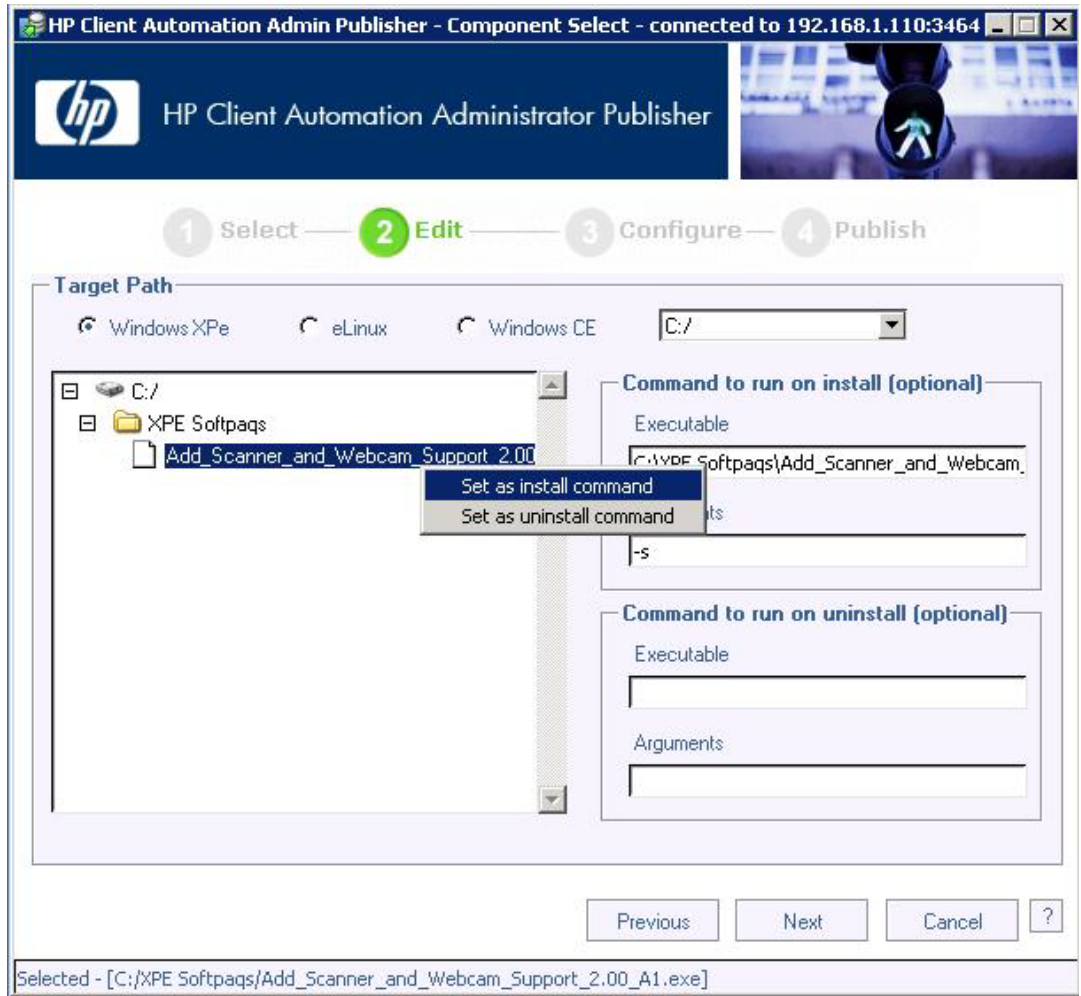 HP Client Automation Admin Publisher - Component Select - connected to 192.168.1.110:3464
hp
HP Client Automation Administrator Publisher
1 Select 2 Edit 3 Configure 4 Publish
Target Path
Windows XPe eLinux Windows CE C:/
C:/
XPE Softpaqs
Add_Scanner_and_Webcam_Support_2.00
Set as install command
Set as uninstall command
Command to run on install (optional)
Executable
C:\XPE Softpaqs\Add_Scanner_and_Webcam_
-s
Command to run on uninstall (optional)
Executable
Arguments
Previous Next Cancel ?
Selected - [C:/XPE Softpaqs/Add_Scanner_and_Webcam_Support_2.00_A1.exe]